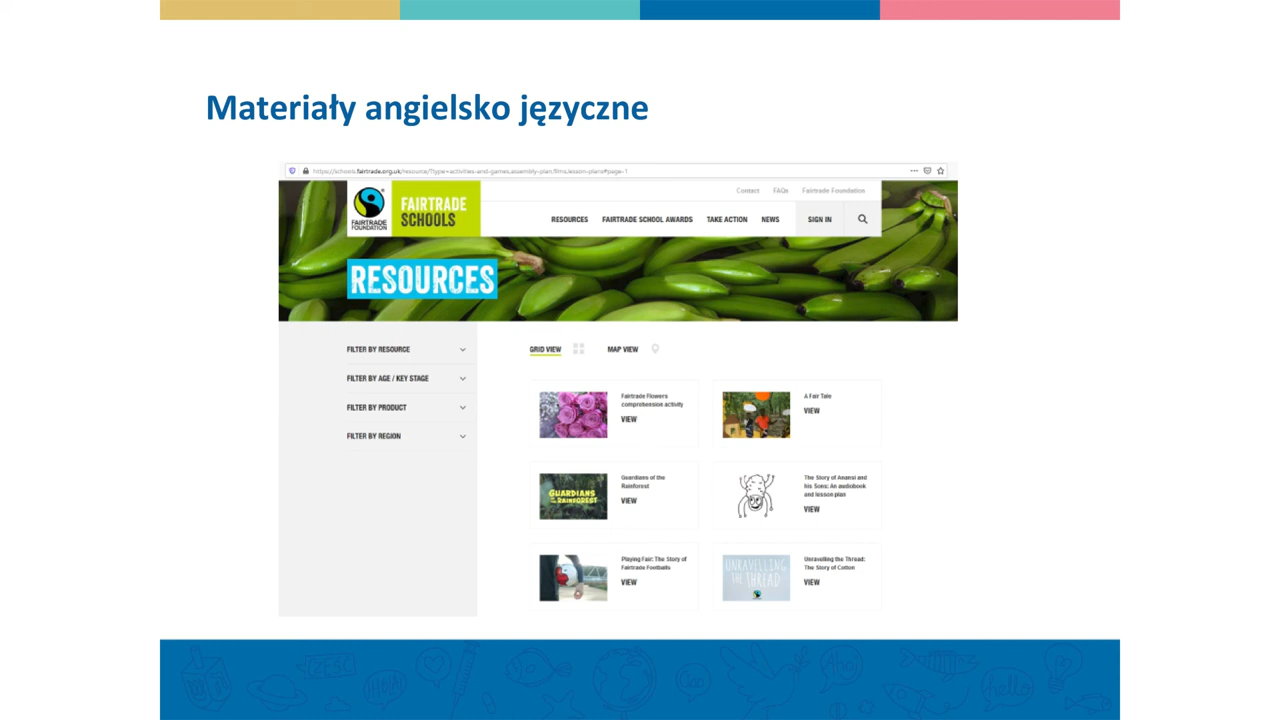 Materiały angielsko języczne
https://schools.fairtrade.org.uk/resource/?type=activities-and-games,assembly-plan,films,lesson-plans#page-1
Contact FAQs Fairtrade Foundation
FAIRTRADE
FOUNDATION
FAIRTRADE
SCHOOLS
RESOURCES FAIRTRADE SCHOOL AWARDS TAKE ACTION NEWS SIGN IN
RESOURCES
FILTER BY RESOURCE
FILTER BY AGE / KEY STAGE
FILTER BY PRODUCT
FILTER BY REGION
GRID VIEW MAP VIEW
Fairtrade Flowers
comprehension activity
VIEW
A Fair Tale
VIEW
GUARDIANS
OF THE RAINFOREST
Guardians of the
Rainforest
VIEW
The Story of Anansi and
his Sons: An audiobook
and lesson plan
VIEW
Playing Fair: The Story of
Fairtrade Footballs
VIEW
UNRAVELLING
THE THREAD
Unravelling the Thread:
The Story of Cotton
VIEW
CZEŚĆ
hello